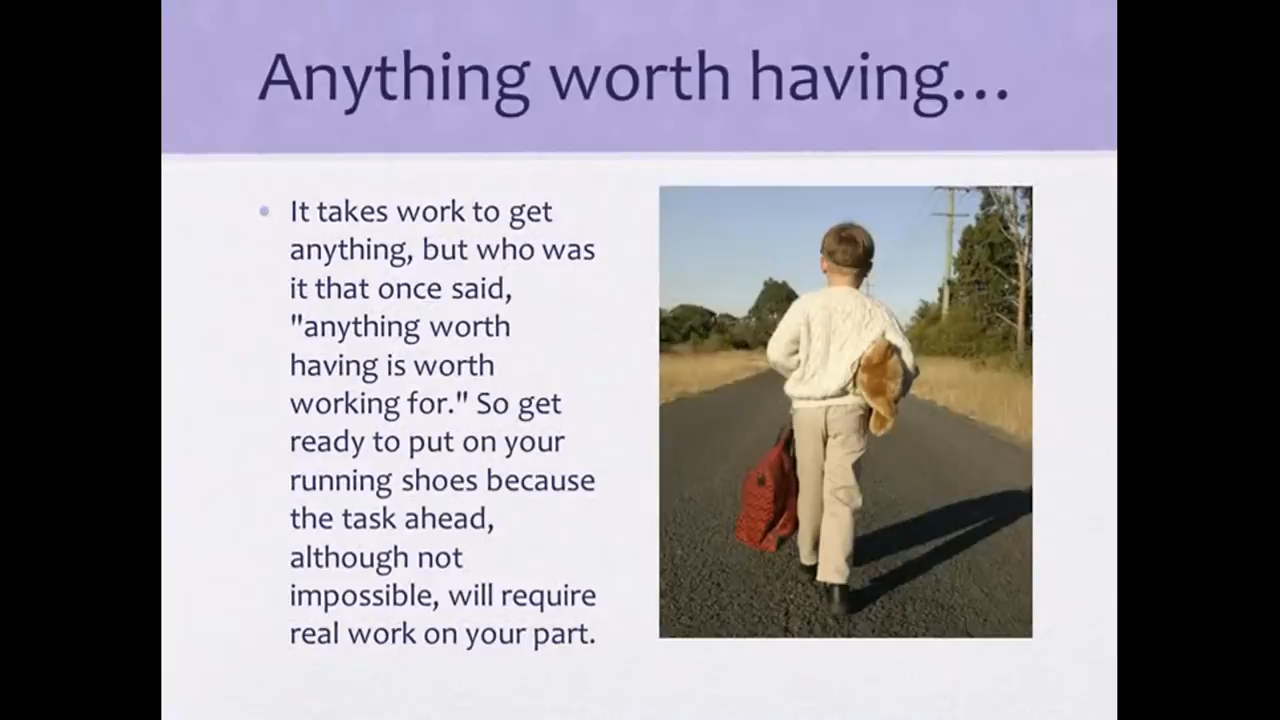 Anything worth having...
• It takes work to get
anything, but who was
it that once said,
"anything worth
having is worth
working for." So get
ready to put on your
running shoes because
the task ahead,
although not
impossible, will require
real work on your part.